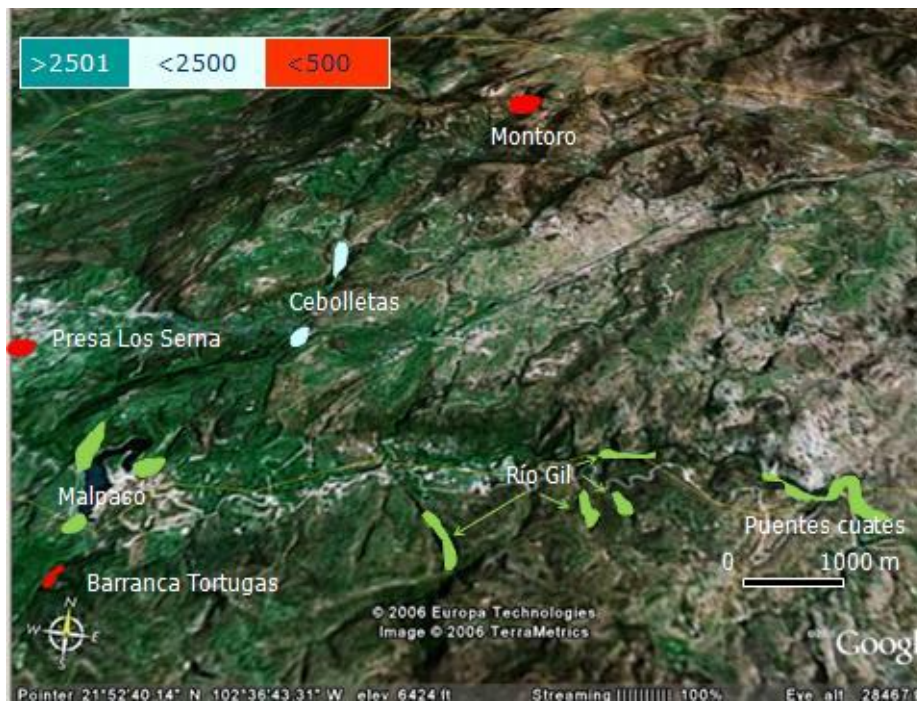 >2501 <2500 <500
Montoro
Cebolletas
Presa Los Serna
Río Gil
Malpaso
Puentes cuates
0 1000 m
Barranca Tortugas
N
W E
S
© 2006 Europa Technologies
Image © 2006 TerraMetrics
Googl
Pointer 21°52'40.14" N 102°36'43.31" W elev 6424 ft Streaming |||||||||| 100% Eye alt 28467 f